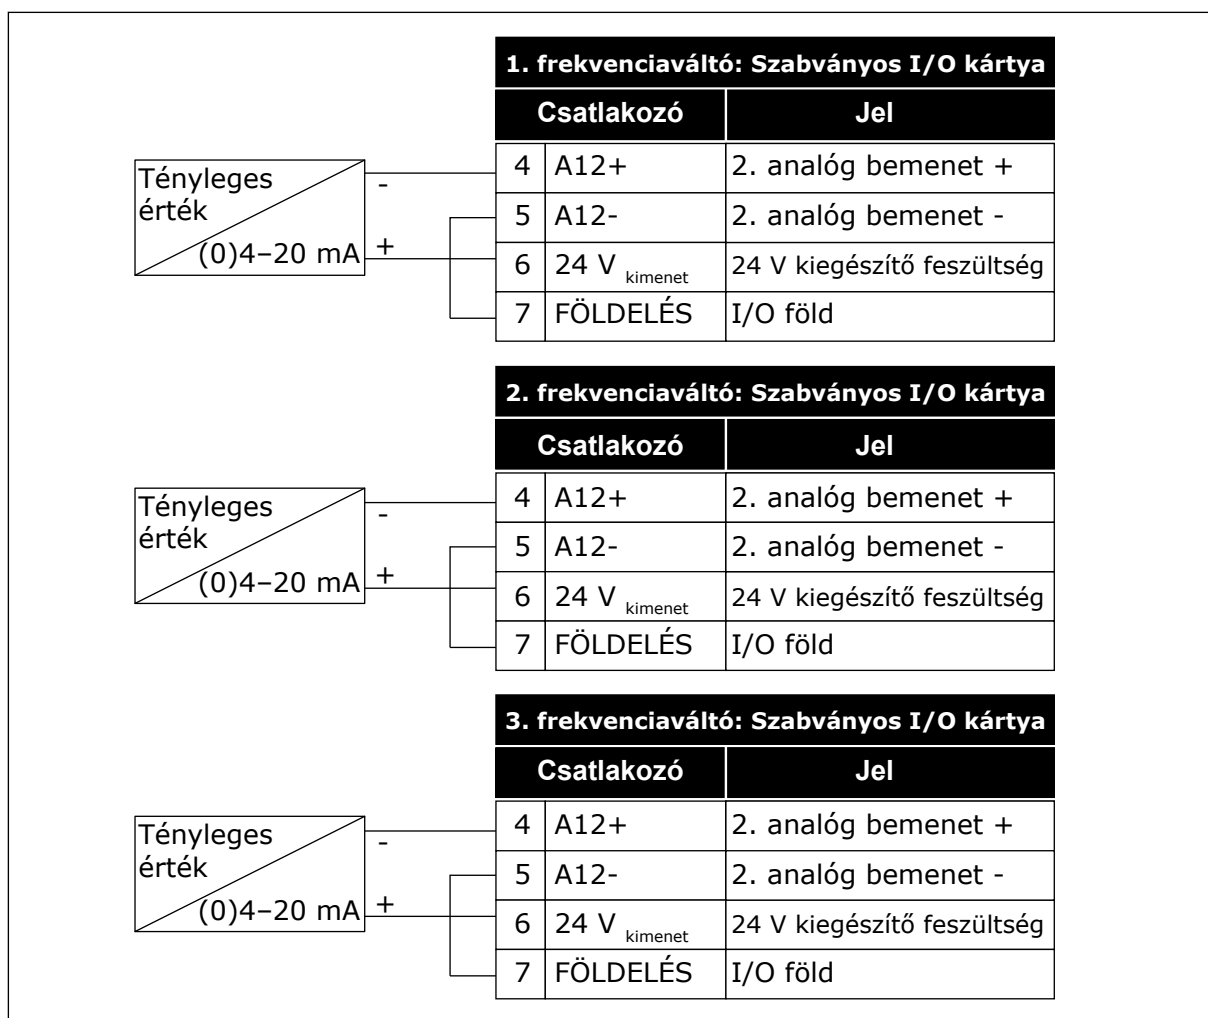 1. frekvenciaváltó: Szabványos I/O kártya
Csatlakozó Jel
4 A12+ 2. analóg bemenet +
5 A12- 2. analóg bemenet -
6 24 V kimenet 24 V kiegészítő feszültség
7 FÖLDELÉS I/O föld
Tényleges
érték
(0)4–20 mA
-
+
2. frekvenciaváltó: Szabványos I/O kártya
Csatlakozó Jel
4 A12+ 2. analóg bemenet +
5 A12- 2. analóg bemenet -
6 24 V kimenet 24 V kiegészítő feszültség
7 FÖLDELÉS I/O föld
Tényleges
érték
(0)4–20 mA
-
+
3. frekvenciaváltó: Szabványos I/O kártya
Csatlakozó Jel
4 A12+ 2. analóg bemenet +
5 A12- 2. analóg bemenet -
6 24 V kimenet 24 V kiegészítő feszültség
7 FÖLDELÉS I/O föld
Tényleges
érték
(0)4–20 mA
-
+